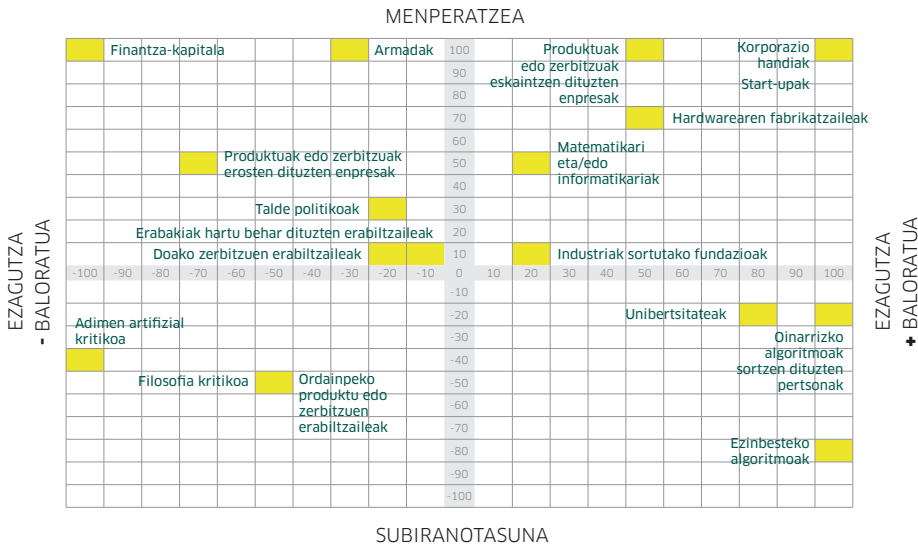 MENPERATZEA
Finantza-kapitala
Armadak
100
Produktuak
edo zerbitzuak
eskaintzen dituzten
enpresak
Korporazio
handiak
Start-upak
90
80
70
Hardwarearen fabrikatzaileak
60
Produktuak edo zerbitzuak
erosten dituzten enpresak
50
Matematikari
eta/edo
informatikariak
40
Talde politikoak
30
Erabakiak hartu behar dituzten erabiltzaileak
20
Doako zerbitzuen erabiltzaileak
10
Industriak sortutako fundazioak
EZAGUTZA
- BALORATUA
-100 -90 -80 -70 -60 -50 -40 -30 -20 -10 0 10 20 30 40 50 60 70 80 90 100
EZAGUTZA
+ BALORATUA
-10
-20
Unibertsitateak
Adimen artifizial
kritikoa
-30
Oinarrizko
algoritmoak
sortzen dituzten
pertsonak
-40
Filosofia kritikoa
Ordainpeko
produktu edo
zerbitzuen
erabiltzaileak
-50
-60
-70
-80
Ezinbesteko
algoritmoak
-90
-100
SUBIRANOTASUNA